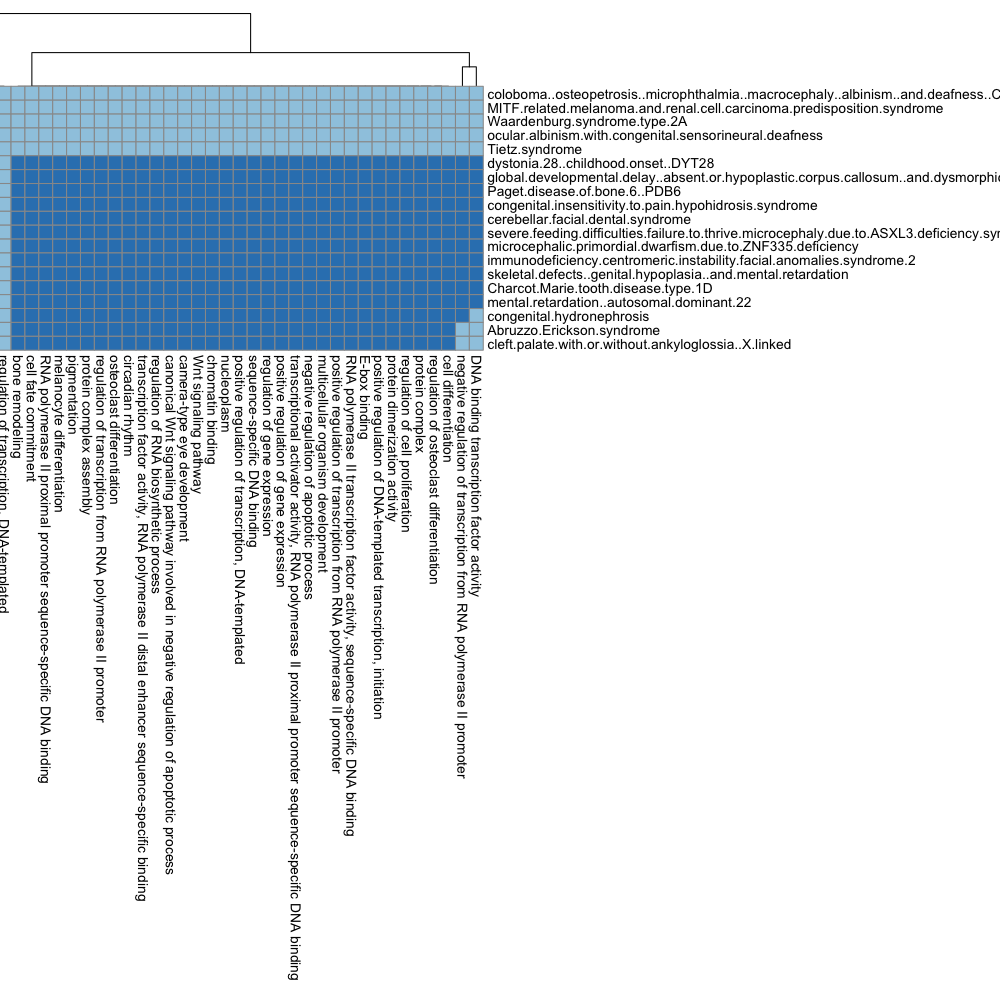 coloboma..osteopetrosis..microphthalmia..macrocephaly..albinism..and.deafness..C
MITF.related.melanoma.and.renal.cell.carcinoma.predisposition.syndrome
Waardenburg.syndrome.type.2A
ocular.albinism.with.congenital.sensorineural.deafness
Tietz.syndrome
dystonia.28..childhood.onset..DYT28
global.developmental.delay..absent.or.hypoplastic.corpus.callosum..and.dysmorphic
Paget.disease.of.bone.6..PDB6
congenital.insensitivity.to.pain.hypohidrosis.syndrome
cerebellar.facial.dental.syndrome
severe.feeding.difficulties.failure.to.thrive.microcephaly.due.to.ASXL3.deficiency.syn
microcephalic.primordial.dwarfism.due.to.ZNF335.deficiency
immunodeficiency.centromeric.instability.facial.anomalies.syndrome.2
skeletal.defects..genital.hypoplasia..and.mental.retardation
Charcot.Marie.tooth.disease.type.1D
mental.retardation..autosomal.dominant.22
congenital.hydronephrosis
Abruzzo.Erickson.syndrome
cleft.palate.with.or.without.ankyloglossia..X.linked
regulation of transcription, DNA-templated
bone remodeling
cell fate commitment
RNA polymerase II proximal promoter sequence-specific DNA binding
melanocyte differentiation
pigmentation
protein complex assembly
regulation of transcription from RNA polymerase II promoter
osteoclast differentiation
circadian rhythm
transcription factor activity, RNA polymerase II distal enhancer sequence-specific binding
regulation of RNA biosynthetic process
canonical Wnt signaling pathway involved in negative regulation of apoptotic process
camera-type eye development
Wnt signaling pathway
chromatin binding
nucleoplasm
positive regulation of transcription, DNA-templated
sequence-specific DNA binding
regulation of gene expression
positive regulation of gene expression
transcriptional activator activity, RNA polymerase II proximal promoter sequence-specific DNA binding
negative regulation of apoptotic process
multicellular organism development
positive regulation of transcription from RNA polymerase II promoter
RNA polymerase II transcription factor activity, sequence-specific DNA binding
E-box binding
positive regulation of DNA-templated transcription, initiation
protein dimerization activity
regulation of cell proliferation
protein complex
regulation of osteoclast differentiation
cell differentiation
negative regulation of transcription from RNA polymerase II promoter
DNA binding transcription factor activity